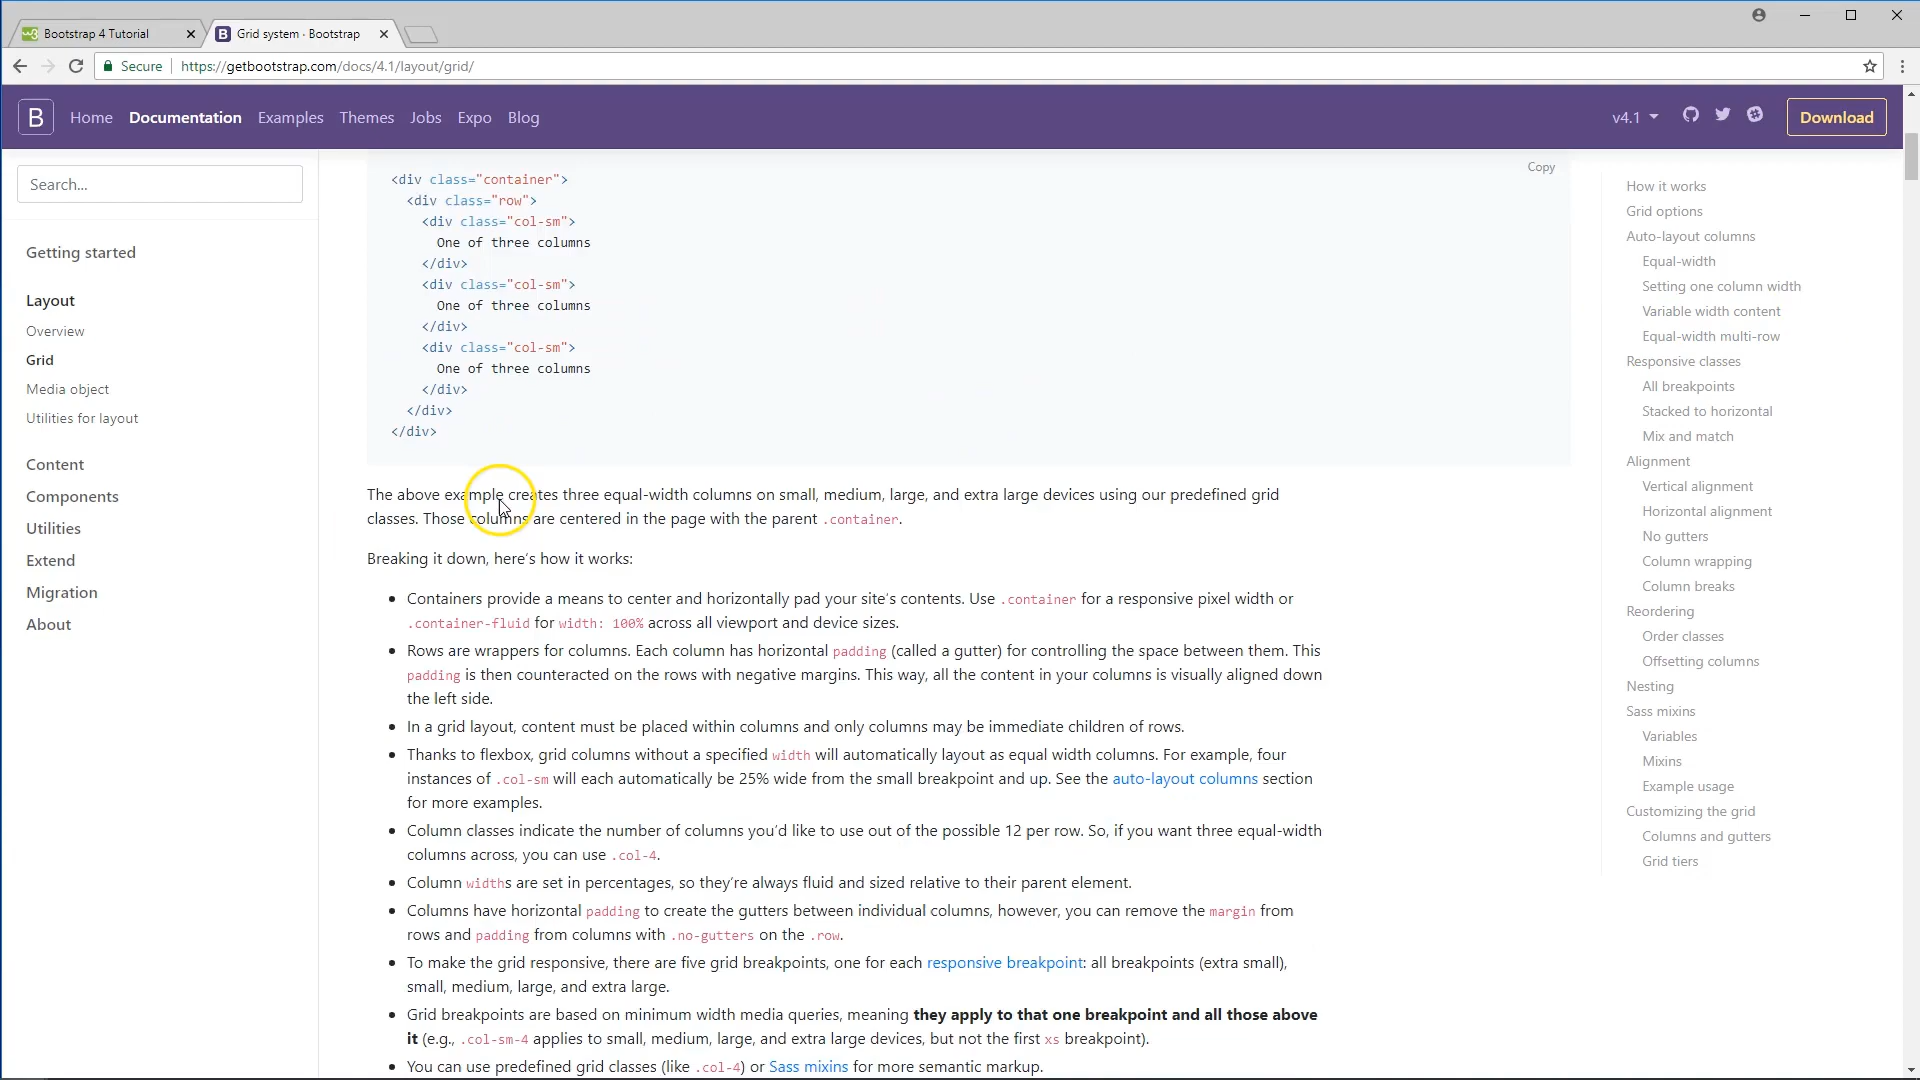 Bootstrap 4 Tutorial
Grid system · Bootstrap
Secure
https://getbootstrap.com/docs/4.1/layout/grid/
B
Home
Documentation
Examples
Themes
Jobs
Expo
Blog
v4.1
Download
Search...
Getting started
Layout
Overview
Grid
Media object
Utilities for layout
Content
Components
Utilities
Extend
Migration
About
Copy
<div class="container">
<div class="row">
<div class="col-sm">
One of three columns
</div>
<div class="col-sm">
One of three columns
</div>
<div class="col-sm">
One of three columns
</div>
</div>
</div>
The above example creates three equal-width columns on small, medium, large, and extra large devices using our predefined grid
classes. Those columns are centered in the page with the parent .container.
Breaking it down, here's how it works:
• Containers provide a means to center and horizontally pad your site's contents. Use .container for a responsive pixel width or
.container-fluid for width: 100% across all viewport and device sizes.
• Rows are wrappers for columns. Each column has horizontal padding (called a gutter) for controlling the space between them. This
padding is then counteracted on the rows with negative margins. This way, all the content in your columns is visually aligned down
the left side.
• In a grid layout, content must be placed within columns and only columns may be immediate children of rows.
• Thanks to flexbox, grid columns without a specified width will automatically layout as equal width columns. For example, four
instances of .col-sm will each automatically be 25% wide from the small breakpoint and up. See the auto-layout columns section
for more examples.
• Column classes indicate the number of columns you'd like to use out of the possible 12 per row. So, if you want three equal-width
columns across, you can use .col-4.
• Column widths are set in percentages, so they're always fluid and sized relative to their parent element.
• Columns have horizontal padding to create the gutters between individual columns, however, you can remove the margin from
rows and padding from columns with .no-gutters on the .row.
• To make the grid responsive, there are five grid breakpoints, one for each responsive breakpoint: all breakpoints (extra small),
small, medium, large, and extra large.
• Grid breakpoints are based on minimum width media queries, meaning they apply to that one breakpoint and all those above
it (e.g., .col-sm-4 applies to small, medium, large, and extra large devices, but not the first xs breakpoint).
• You can use predefined grid classes (like .col-4) or Sass mixins for more semantic markup.
How it works
Grid options
Auto-layout columns
Equal-width
Setting one column width
Variable width content
Equal-width multi-row
Responsive classes
All breakpoints
Stacked to horizontal
Mix and match
Alignment
Vertical alignment
Horizontal alignment
No gutters
Column wrapping
Column breaks
Reordering
Order classes
Offsetting columns
Nesting
Sass mixins
Variables
Mixins
Example usage
Customizing the grid
Columns and gutters
Grid tiers